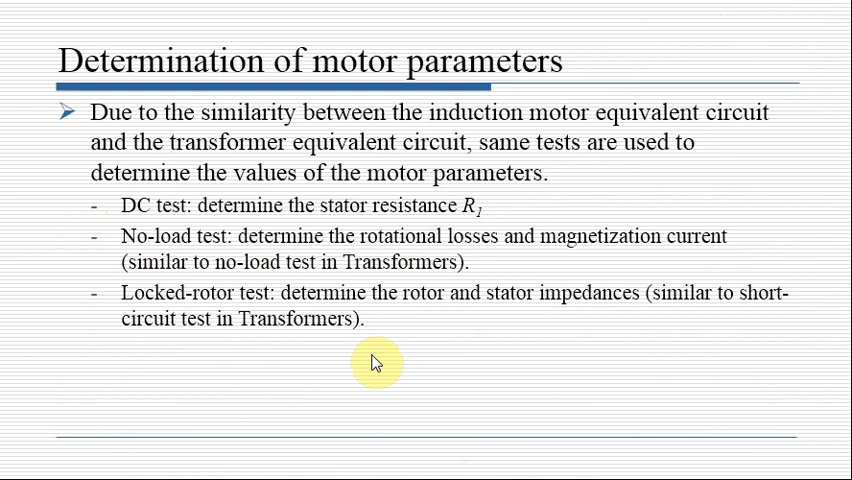 Determination of motor parameters
Due to the similarity between the induction motor equivalent circuit
and the transformer equivalent circuit, same tests are used to
determine the values of the motor parameters.
- DC test: determine the stator resistance R1
- No-load test: determine the rotational losses and magnetization current
(similar to no-load test in Transformers).
- Locked-rotor test: determine the rotor and stator impedances (similar to short-
circuit test in Transformers).